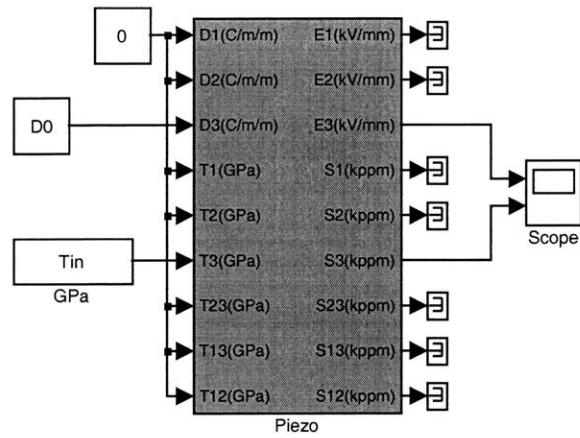 0
D0
Tin
GPa
D1(C/m/m)
D2(C/m/m)
D3(C/m/m)
T1(GPa)
T2(GPa)
T3(GPa)
T23(GPa)
T13(GPa)
T12(GPa)
E1(kV/mm)
E2(kV/mm)
E3(kV/mm)
S1(kppm)
S2(kppm)
S3(kppm)
S23(kppm)
S13(kppm)
S12(kppm)
Piezo
Scope